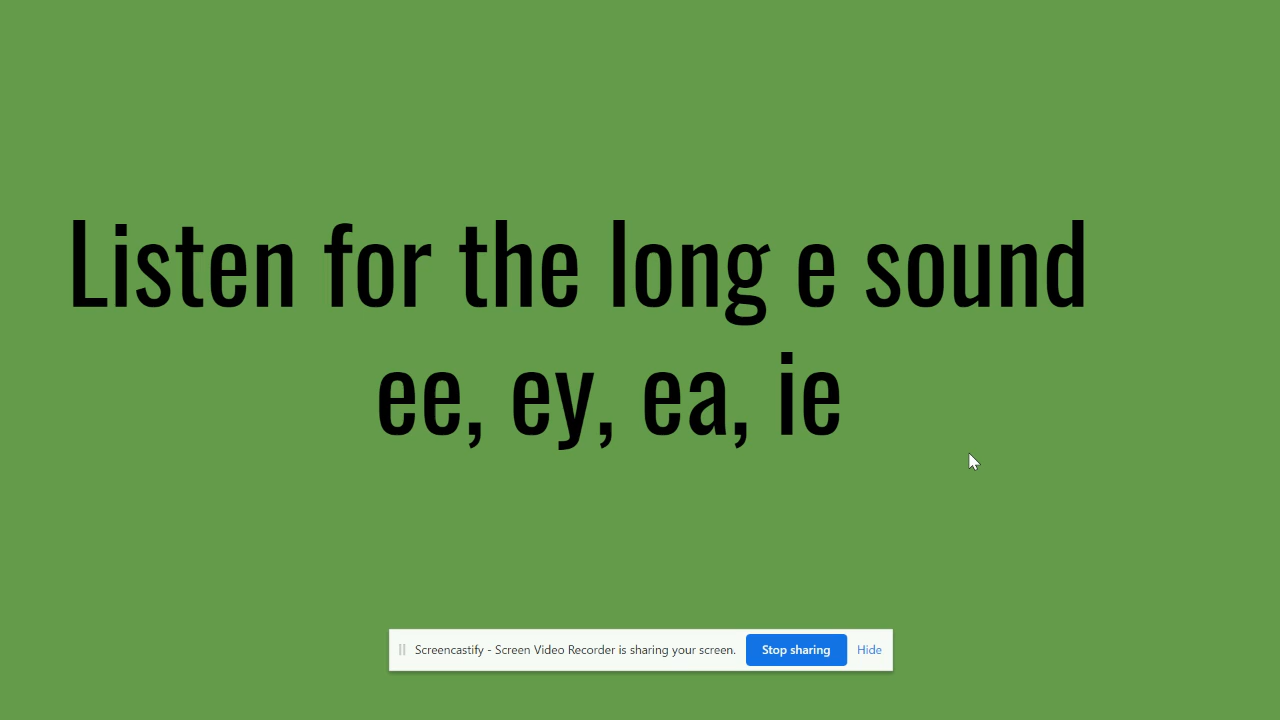 Listen for the long e sound
ee, ey, ea, ie
Screencastify - Screen Video Recorder is sharing your screen. Stop sharing Hide